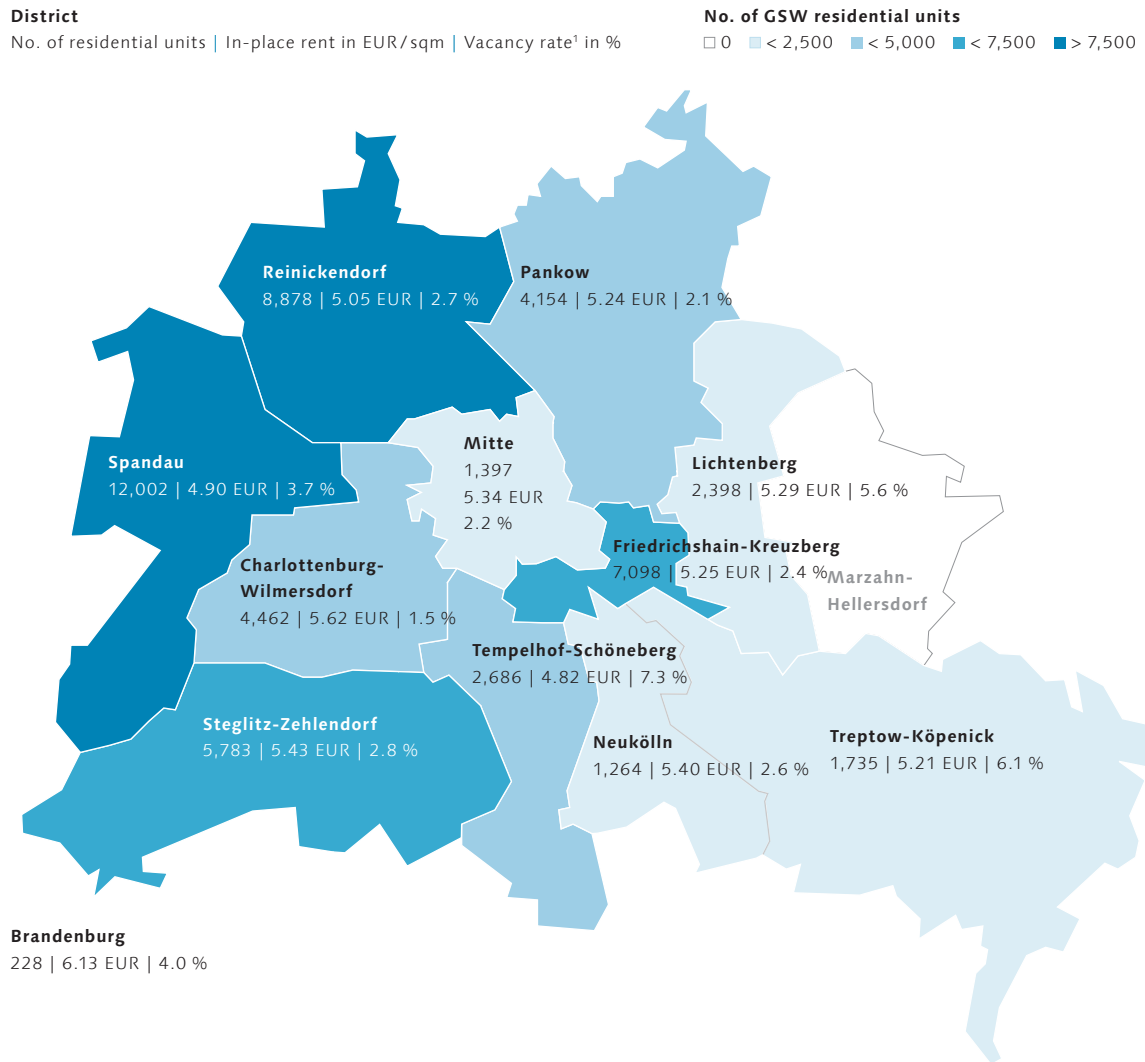 District
No. of residential units | In-place rent in EUR/sqm | Vacancy rate¹ in %
No. of GSW residential units
0 < 2,500 < 5,000 < 7,500 > 7,500
Reinickendorf
8,878 | 5.05 EUR | 2.7 %
Pankow
4,154 | 5.24 EUR | 2.1 %
Spandau
12,002 | 4.90 EUR | 3.7 %
Mitte
1,397
5.34 EUR
2.2 %
Lichtenberg
2,398 | 5.29 EUR | 5.6 %
Friedrichshain-Kreuzberg
7,098 | 5.25 EUR | 2.4 %
Marzahn-
Hellersdorf
Charlottenburg-
Wilmersdorf
4,462 | 5.62 EUR | 1.5 %
Tempelhof-Schöneberg
2,686 | 4.82 EUR | 7.3 %
Steglitz-Zehlendorf
5,783 | 5.43 EUR | 2.8 %
Neukölln
1,264 | 5.40 EUR | 2.6 %
Treptow-Köpenick
1,735 | 5.21 EUR | 6.1 %
Brandenburg
228 | 6.13 EUR | 4.0 %